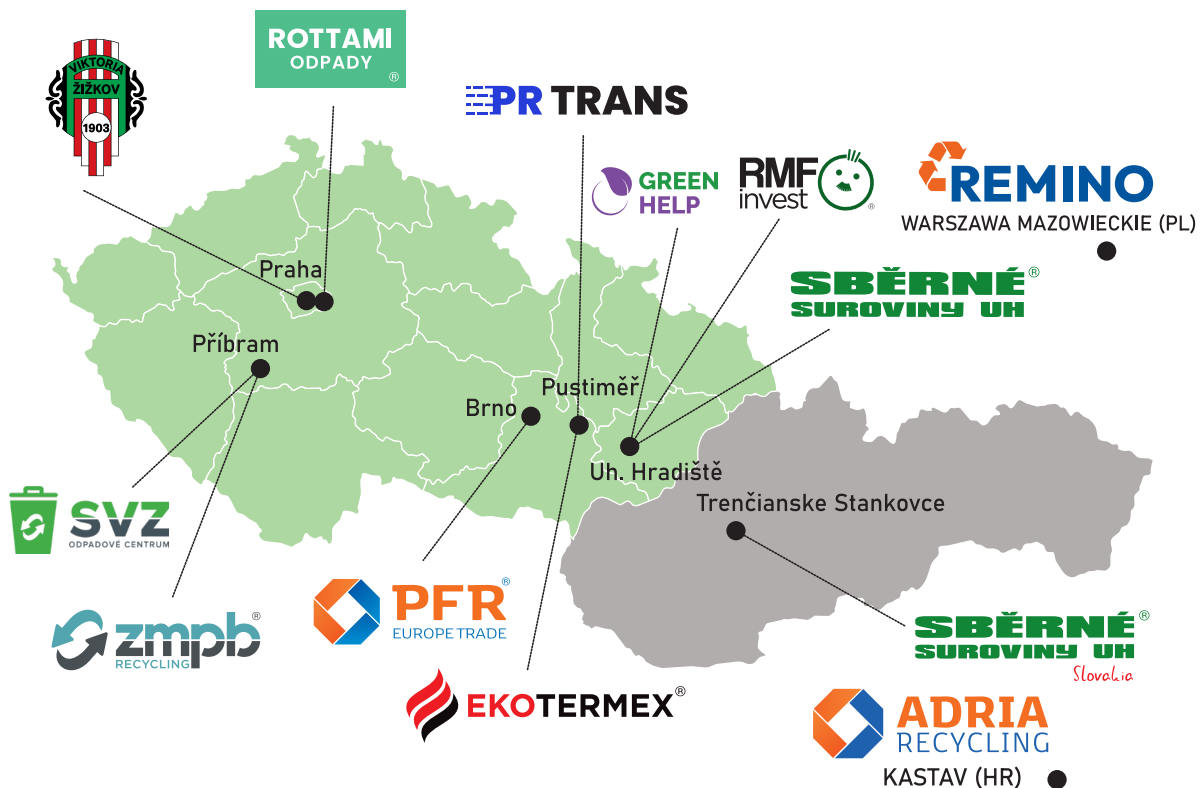 VIKTORIA
ŽIŽKOV
1903
ROTTAMI
ODPADY
®
PR TRANS
GREEN
HELP
RMF
invest
®
REMINO
WARSZAWA MAZOWIECKIE (PL)
SBĚRNÉ®
SUROVINY UH
Praha
Příbram
Pustiměř
Brno
Uh. Hradiště
Trenčianske Stankovce
SVZ
ODPADOVÉ CENTRUM
PFR®
EUROPE TRADE
zmpb®
RECYCLING
SBĚRNÉ®
SUROVINY UH
Slovakia
EKOTERMEX®
ADRIA
RECYCLING
KASTAV (HR)